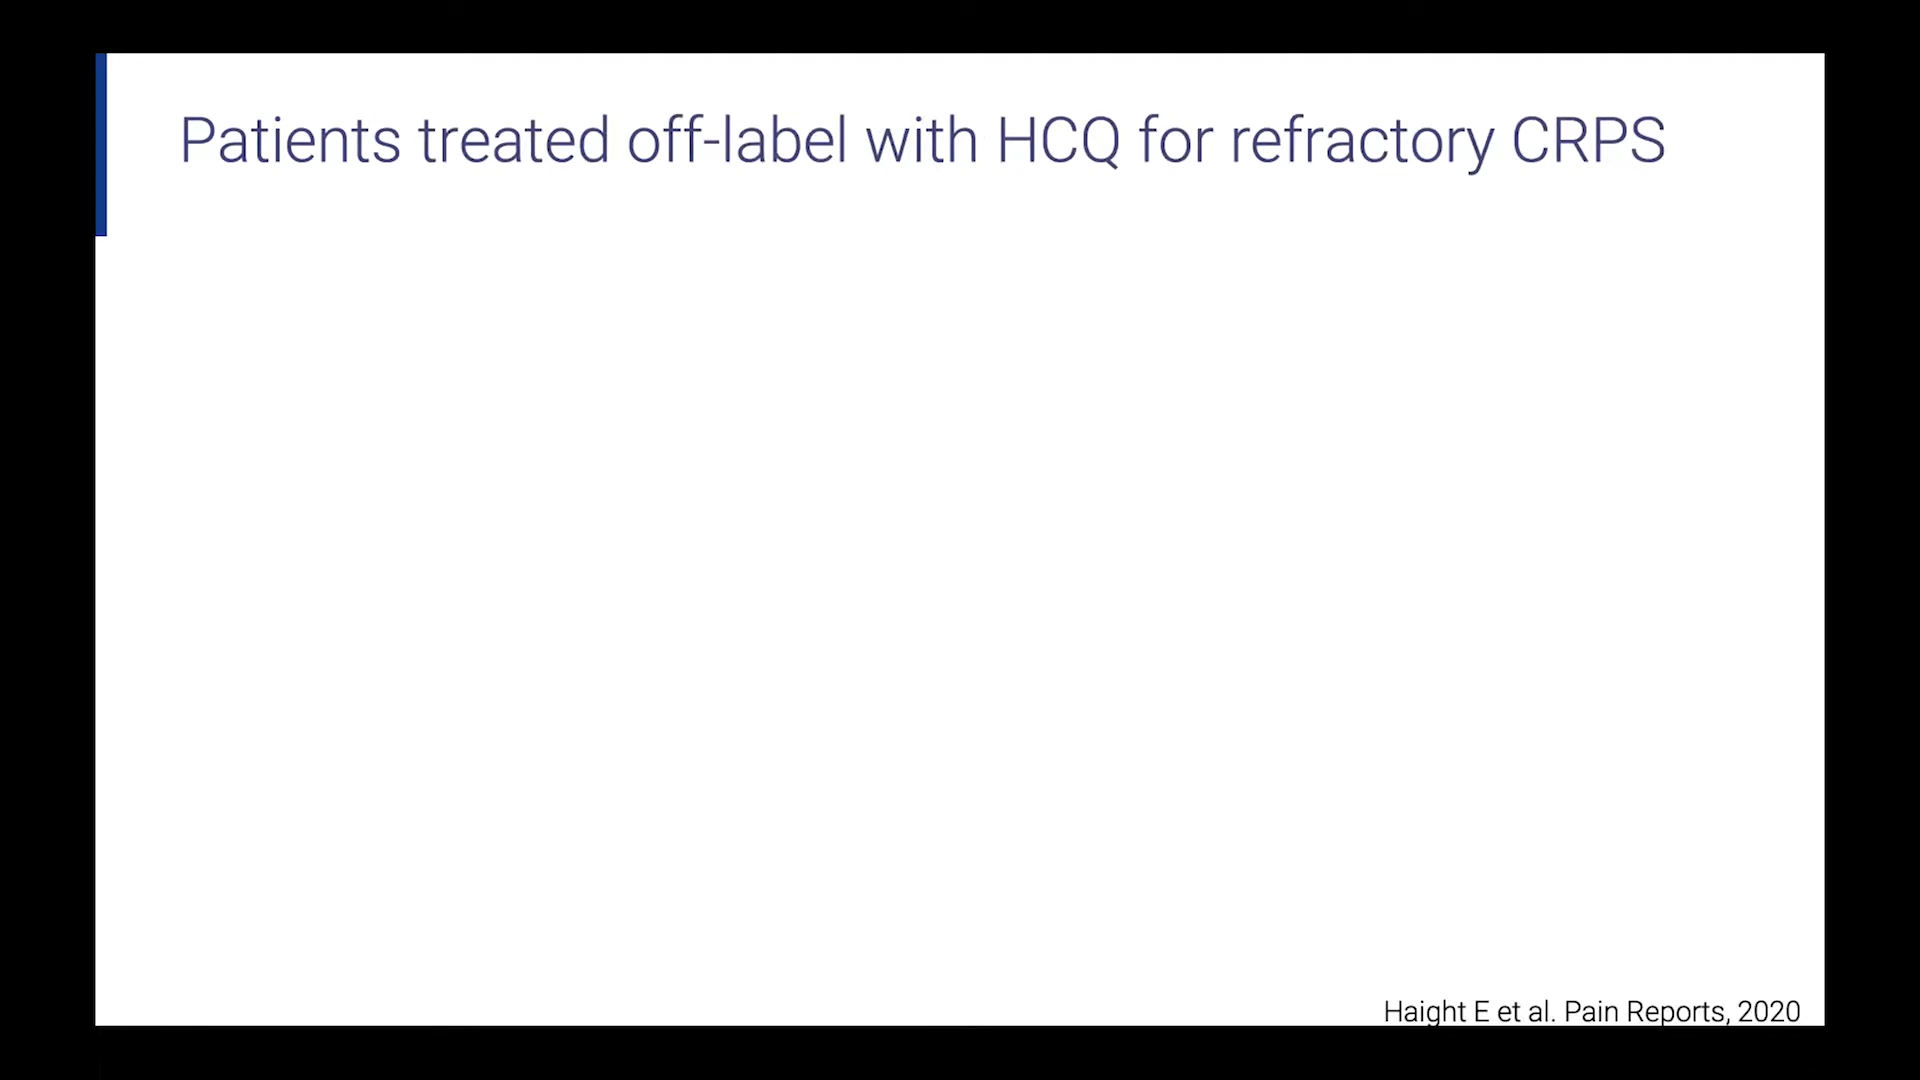 Patients treated off-label with HCQ for refractory CRPS
Haight E et al. Pain Reports, 2020